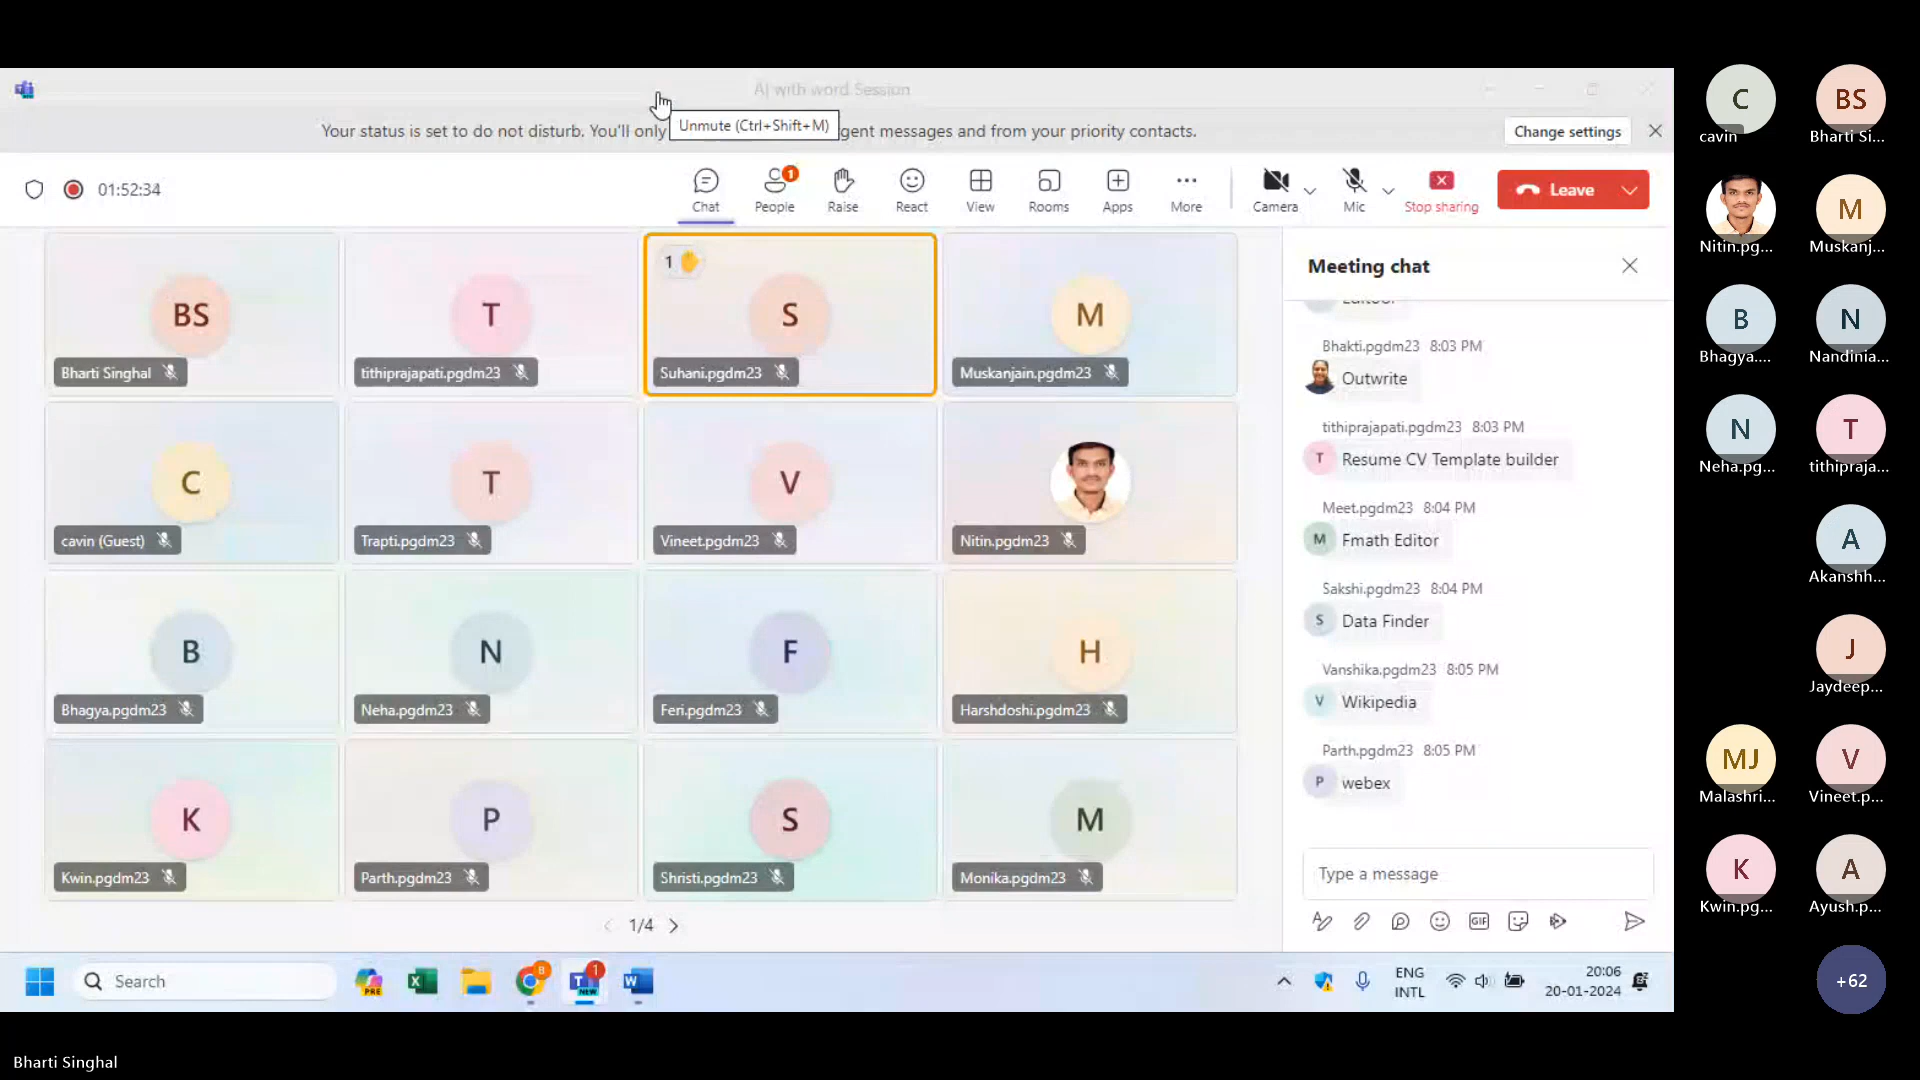 AI with word Session
Your status is set to do not disturb. You'll only
Unmute (Ctrl+Shift+M)
gent messages and from your priority contacts.
Change settings
01:52:34
Chat
People
1
Raise
React
View
Rooms
Apps
More
Camera
Mic
Stop sharing
Leave
BS
Bharti Singhal
T
tithiprajapati.pgdm23
1
S
Suhani.pgdm23
M
Muskanjain.pgdm23
C
cavin (Guest)
T
Trapti.pgdm23
V
Vineet.pgdm23
Nitin.pgdm23
B
Bhagya.pgdm23
N
Neha.pgdm23
F
Feri.pgdm23
H
Harshdoshi.pgdm23
K
Kwin.pgdm23
P
Parth.pgdm23
S
Shristi.pgdm23
M
Monika.pgdm23
1/4
Meeting chat
Bhakti.pgdm23 8:03 PM
Outwrite
tithiprajapati.pgdm23 8:03 PM
T Resume CV Template builder
Meet.pgdm23 8:04 PM
M Fmath Editor
Sakshi.pgdm23 8:04 PM
S Data Finder
Vanshika.pgdm23 8:05 PM
V Wikipedia
Parth.pgdm23 8:05 PM
P webex
Type a message
GIF
Search
PRE
8
1
NEW
ENG
INTL
20:06
20-01-2024
C
cavin
BS
Bharti Si...
Nitin.pg...
M
Muskanj...
B
Bhagya....
N
Nandinia...
N
Neha.pg...
T
tithipraja...
A
Akanshh...
J
Jaydeep...
MJ
Malashri...
V
Vineet.p...
K
Kwin.pg...
A
Ayush.p...
+62
Bharti Singhal